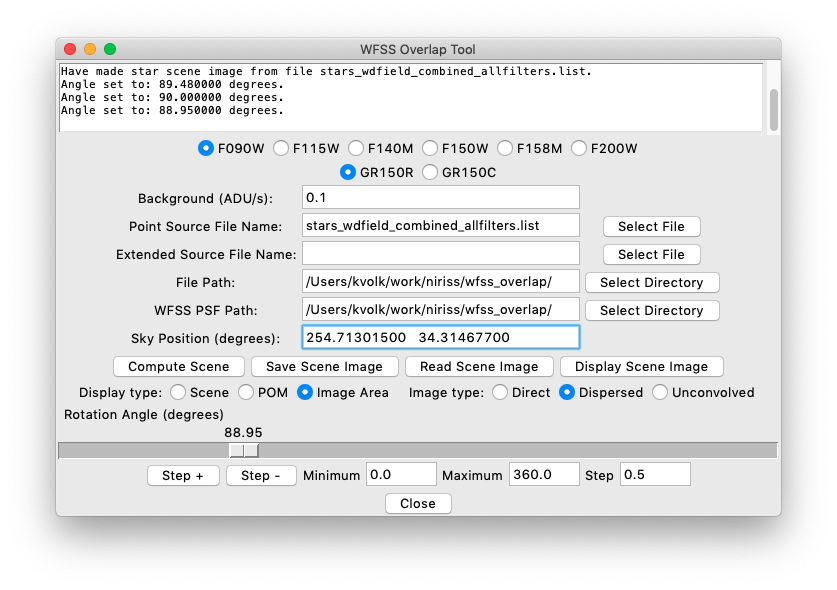 WFSS Overlap Tool
Have made star scene image from file stars_wdfield_combined_allfilters.list.
Angle set to: 89.480000 degrees.
Angle set to: 90.000000 degrees.
Angle set to: 88.950000 degrees.
F090W F115W F140M F150W F158M F200W
GR150R GR150C
Background (ADU/s): 0.1
Point Source File Name: stars_wdfield_combined_allfilters.list Select File
Extended Source File Name: Select File
File Path: /Users/kvolk/work/niriss/wfss_overlap/ Select Directory
WFSS PSF Path: /Users/kvolk/work/niriss/wfss_overlap/ Select Directory
Sky Position (degrees): 254.71301500 34.31467700
Compute Scene Save Scene Image Read Scene Image Display Scene Image
Display type: Scene POM Image Area Image type: Direct Dispersed Unconvolved
Rotation Angle (degrees)
88.95
Step + Step - Minimum 0.0 Maximum 360.0 Step 0.5
Close